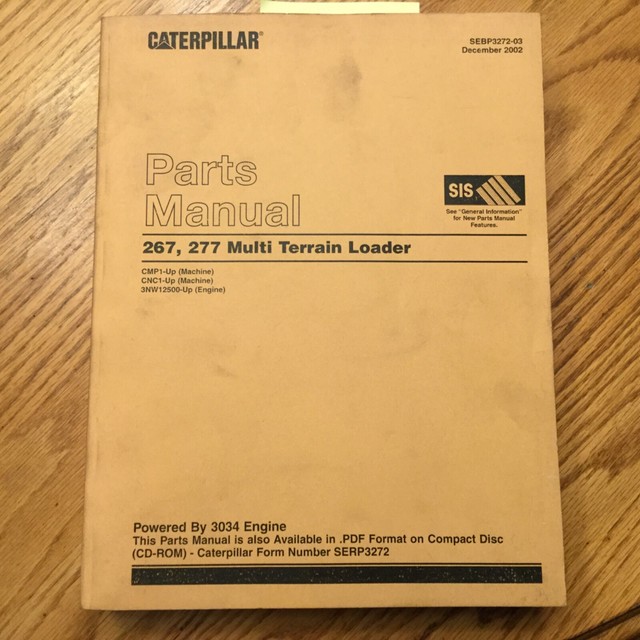 CATERPILLAR®
SEBP3272-03
December 2002
Parts
Manual
SIS
See "General Information"
for New Parts Manual
Features.
267, 277 Multi Terrain Loader
CMP1-Up (Machine)
CNC1-Up (Machine)
3NW12500-Up (Engine)
Powered By 3034 Engine
This Parts Manual is also Available in .PDF Format on Compact Disc
(CD-ROM) - Caterpillar Form Number SERP3272